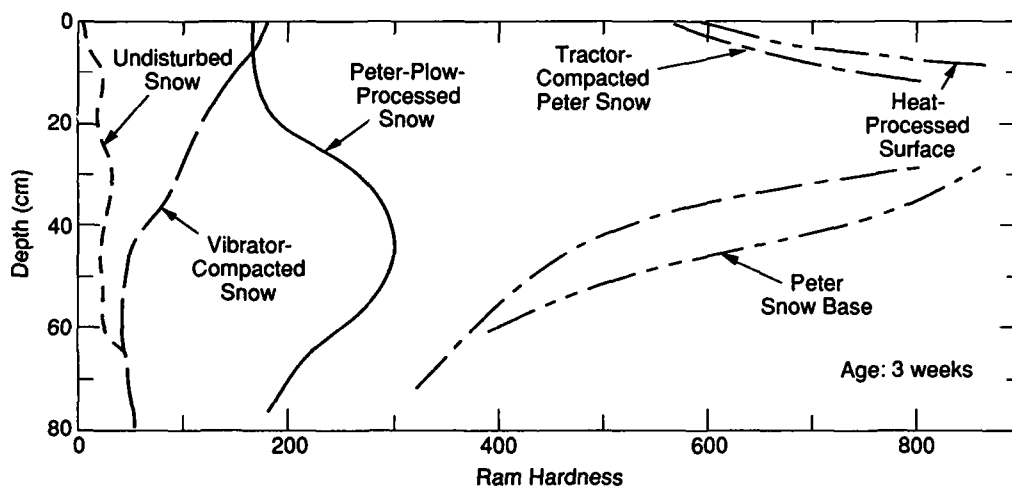 0
20
40
60
80
Depth (cm)
Undisturbed
Snow
Peter-Plow-
Processed
Snow
Tractor-
Compacted
Peter Snow
Heat-
Processed
Surface
Vibrator-
Compacted
Snow
Peter
Snow Base
Age: 3 weeks
0
200
400
600
800
Ram Hardness